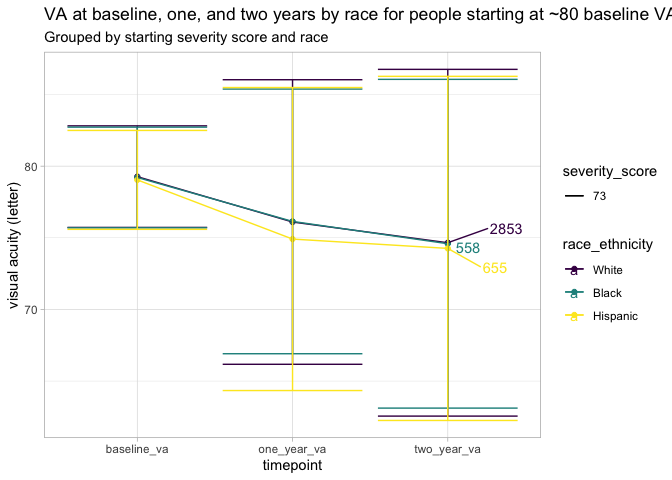 VA at baseline, one, and two years by race for people starting at ~80 baseline VA
Grouped by starting severity score and race
visual acuity (letter)
80
70
2853
558
655
baseline_va
one_year_va
two_year_va
timepoint
severity_score
73
race_ethnicity
a White
a Black
a Hispanic